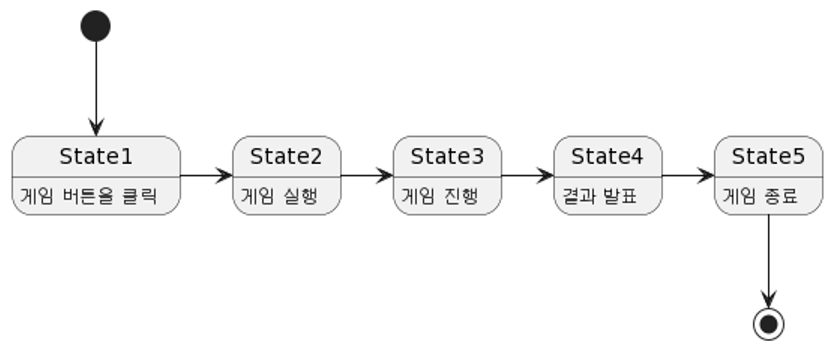 State1
게임 버튼을 클릭
State2
게임 실행
State3
게임 진행
State4
결과 발표
State5
게임 종료